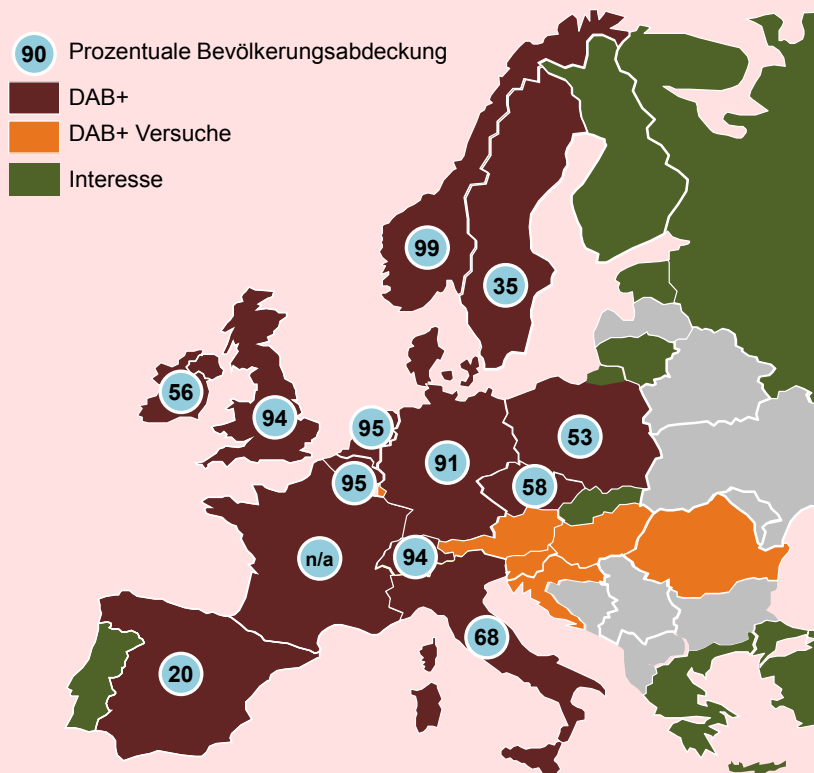 90 Prozentuale Bevölkerungsabdeckung
DAB+
DAB+ Versuche
Interesse
99
35
56
94
95
53
91
95
58
n/a
94
68
20